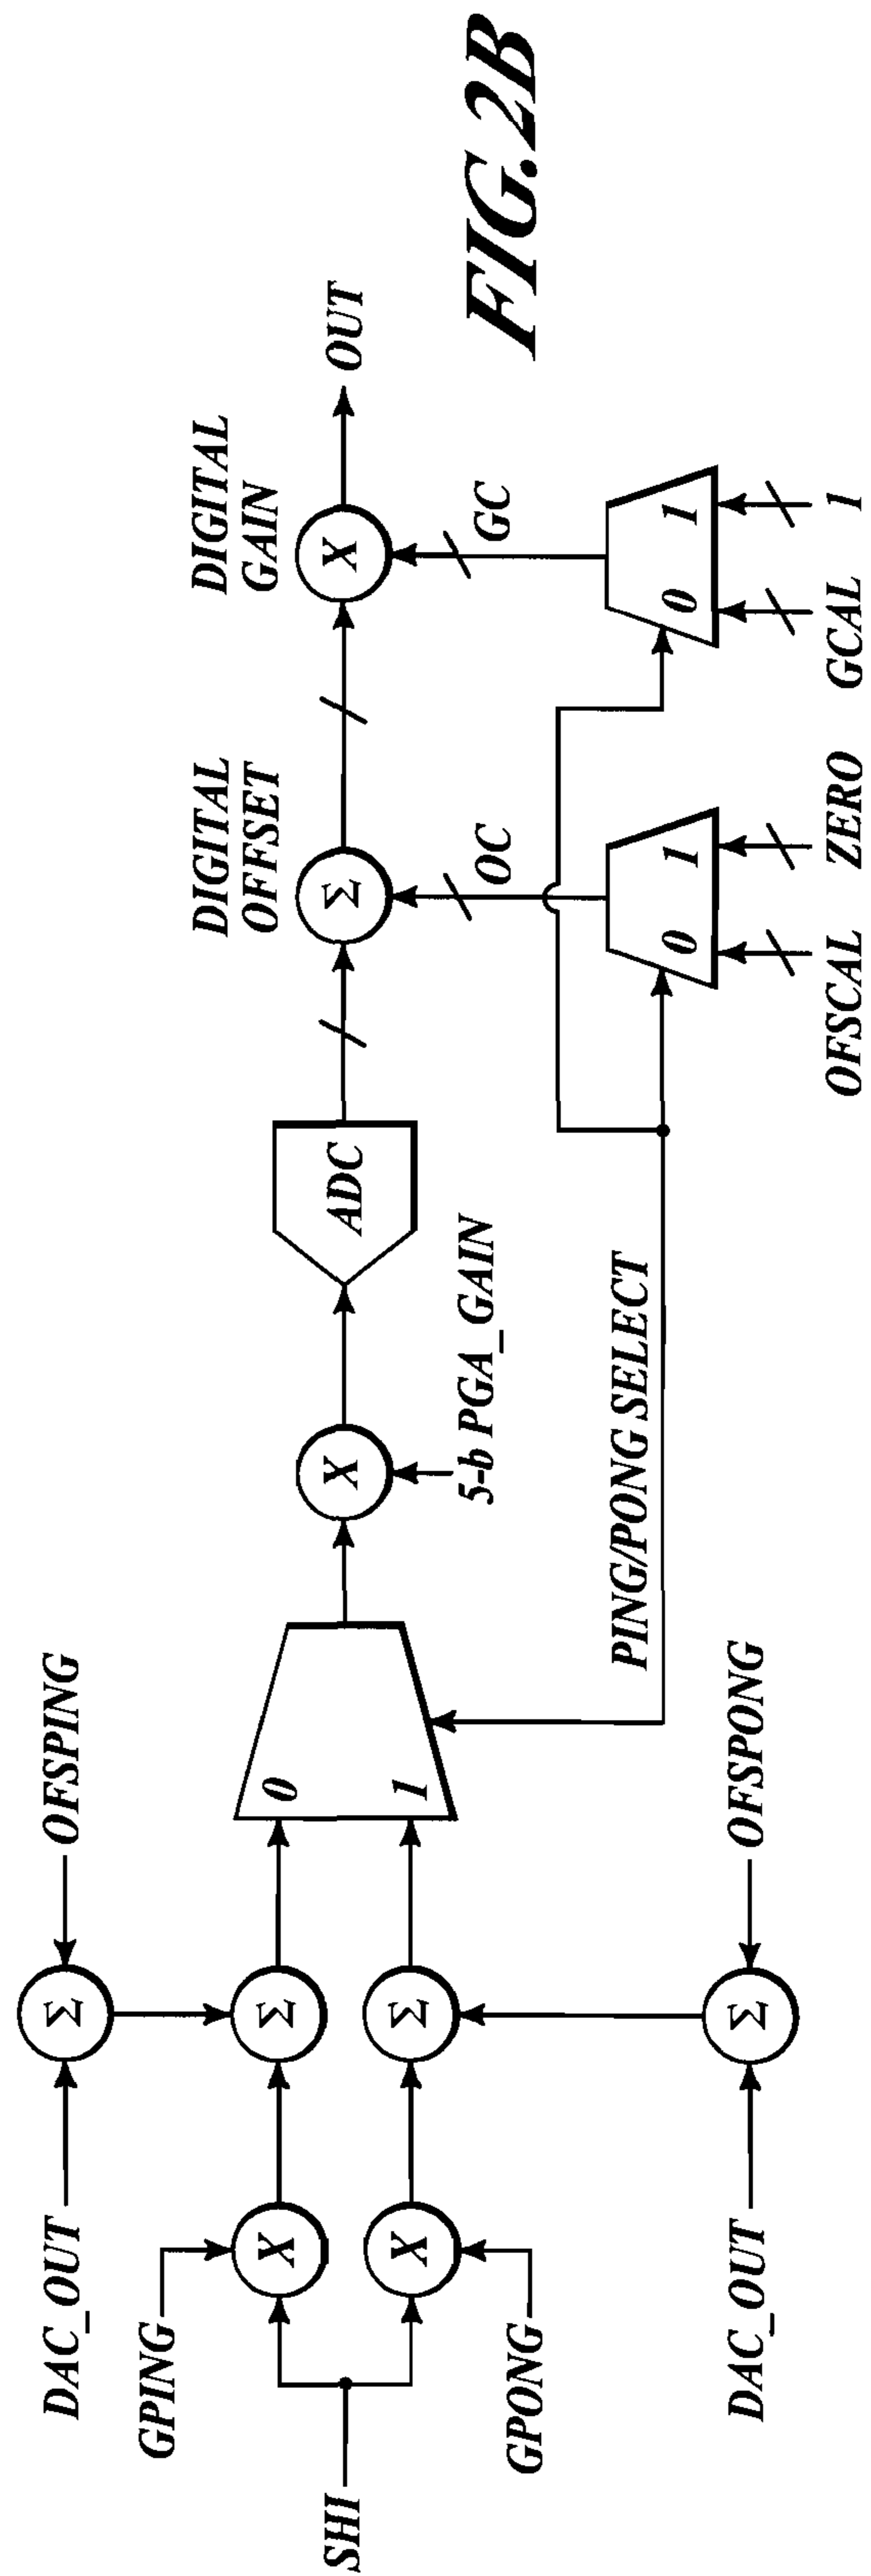 DAC_OUT
OFSPING
Σ
GPING
X
Σ
0
SHI
GPONG
X
Σ
1
DAC_OUT
OFSPONG
Σ
X
5-b PGA_GAIN
ADC
PING/PONG SELECT
DIGITAL
OFFSET
Σ
OC
0
1
OFSCAL
ZERO
DIGITAL
GAIN
X
GC
0
1
GCAL
1
OUT
FIG.2B